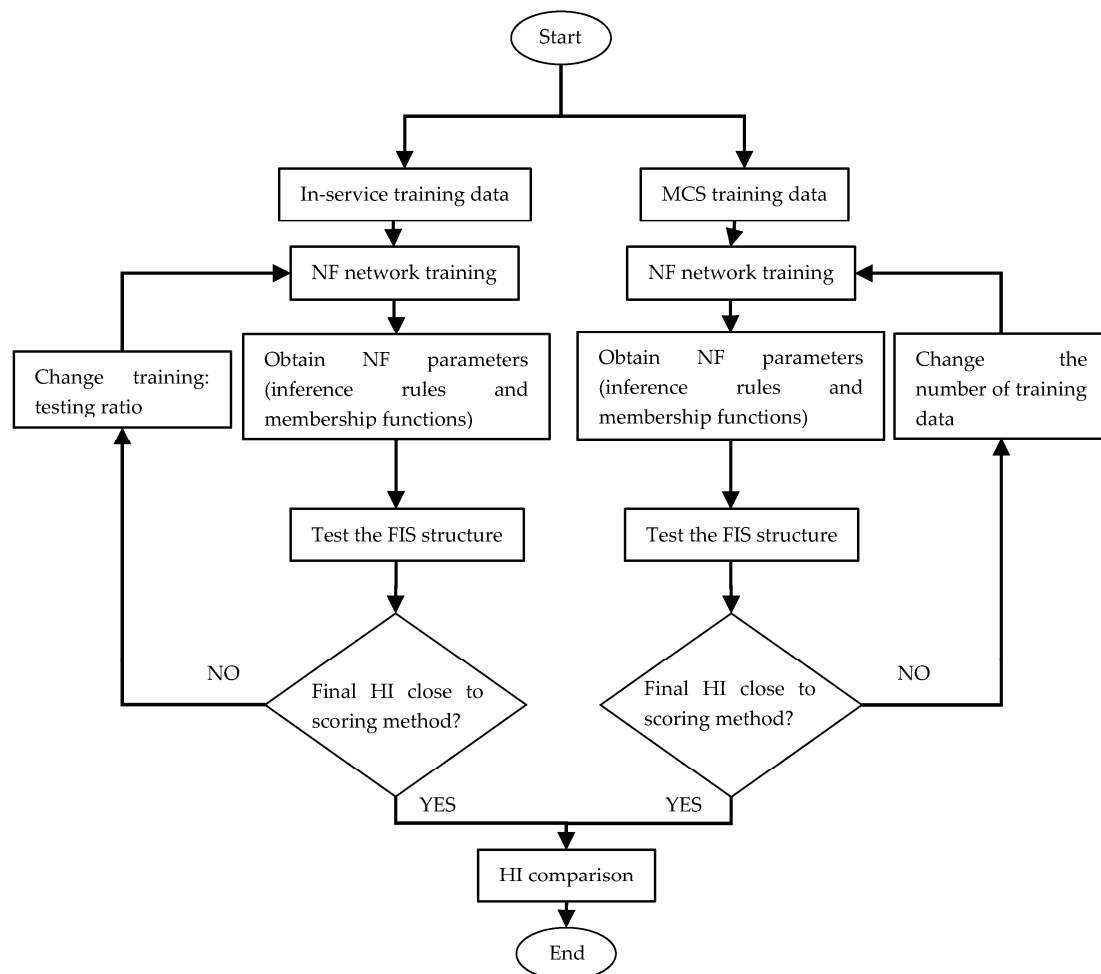 Start
In-service training data
MCS training data
NF network training
NF network training
Change training:
testing ratio
Obtain NF parameters
(inference rules and
membership functions)
Obtain NF parameters
(inference rules and
membership functions)
Change the
number of training
data
Test the FIS structure
Test the FIS structure
NO
Final HI close to
scoring method?
Final HI close to
scoring method?
NO
YES
YES
HI comparison
End